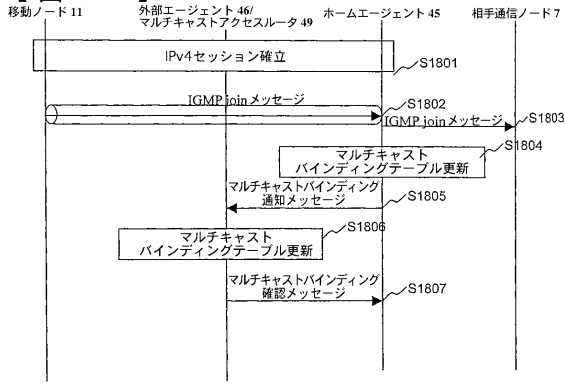 移動ノード 11
外部エージェント 46/
マルチキャストアクセスルータ 49
ホームエージェント 45
相手通信ノード 7
IPv4セッション確立
S1801
IGMP joinメッセージ
S1802
IGMP joinメッセージ
S1803
マルチキャスト
バインディングテーブル更新
S1804
マルチキャストバインディング
通知メッセージ
S1805
マルチキャスト
バインディングテーブル更新
S1806
マルチキャストバインディング
確認メッセージ
S1807